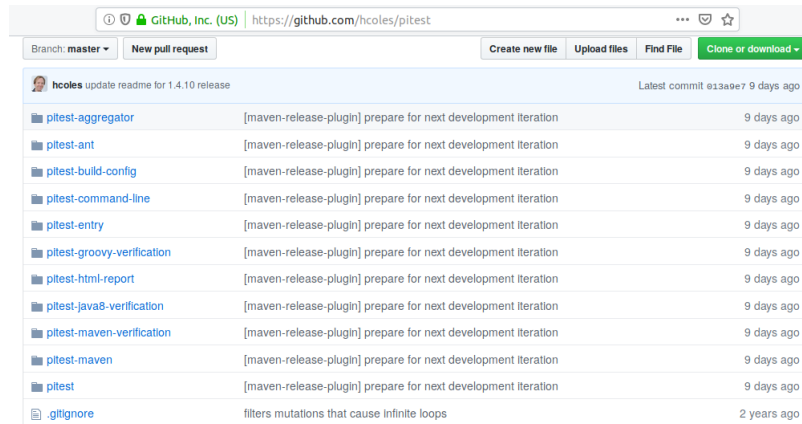 GitHub, Inc. (US) https://github.com/hcoles/pitest
Branch: master New pull request Create new file Upload files Find File Clone or download
hcoles update readme for 1.4.10 release Latest commit 013a9e7 9 days ago
pitest-aggregator [maven-release-plugin] prepare for next development iteration 9 days ago
pitest-ant [maven-release-plugin] prepare for next development iteration 9 days ago
pitest-build-config [maven-release-plugin] prepare for next development iteration 9 days ago
pitest-command-line [maven-release-plugin] prepare for next development iteration 9 days ago
pitest-entry [maven-release-plugin] prepare for next development iteration 9 days ago
pitest-groovy-verification [maven-release-plugin] prepare for next development iteration 9 days ago
pitest-html-report [maven-release-plugin] prepare for next development iteration 9 days ago
pitest-java8-verification [maven-release-plugin] prepare for next development iteration 9 days ago
pitest-maven-verification [maven-release-plugin] prepare for next development iteration 9 days ago
pitest-maven [maven-release-plugin] prepare for next development iteration 9 days ago
pitest [maven-release-plugin] prepare for next development iteration 9 days ago
.gitignore filters mutations that cause infinite loops 2 years ago